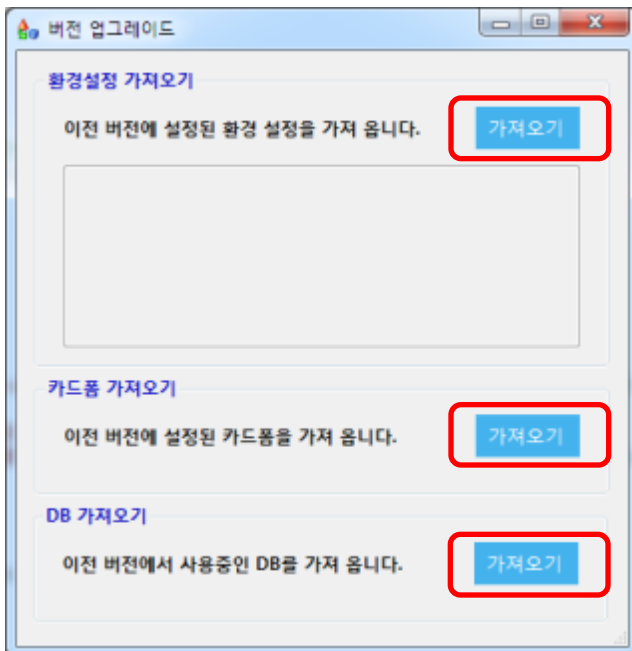 버전 업그레이드
환경설정 가져오기
이전 버전에 설정된 환경 설정을 가져 옵니다.
가져오기
카드폼 가져오기
이전 버전에 설정된 카드폼을 가져 옵니다.
가져오기
DB 가져오기
이전 버전에서 사용중인 DB를 가져 옵니다.
가져오기